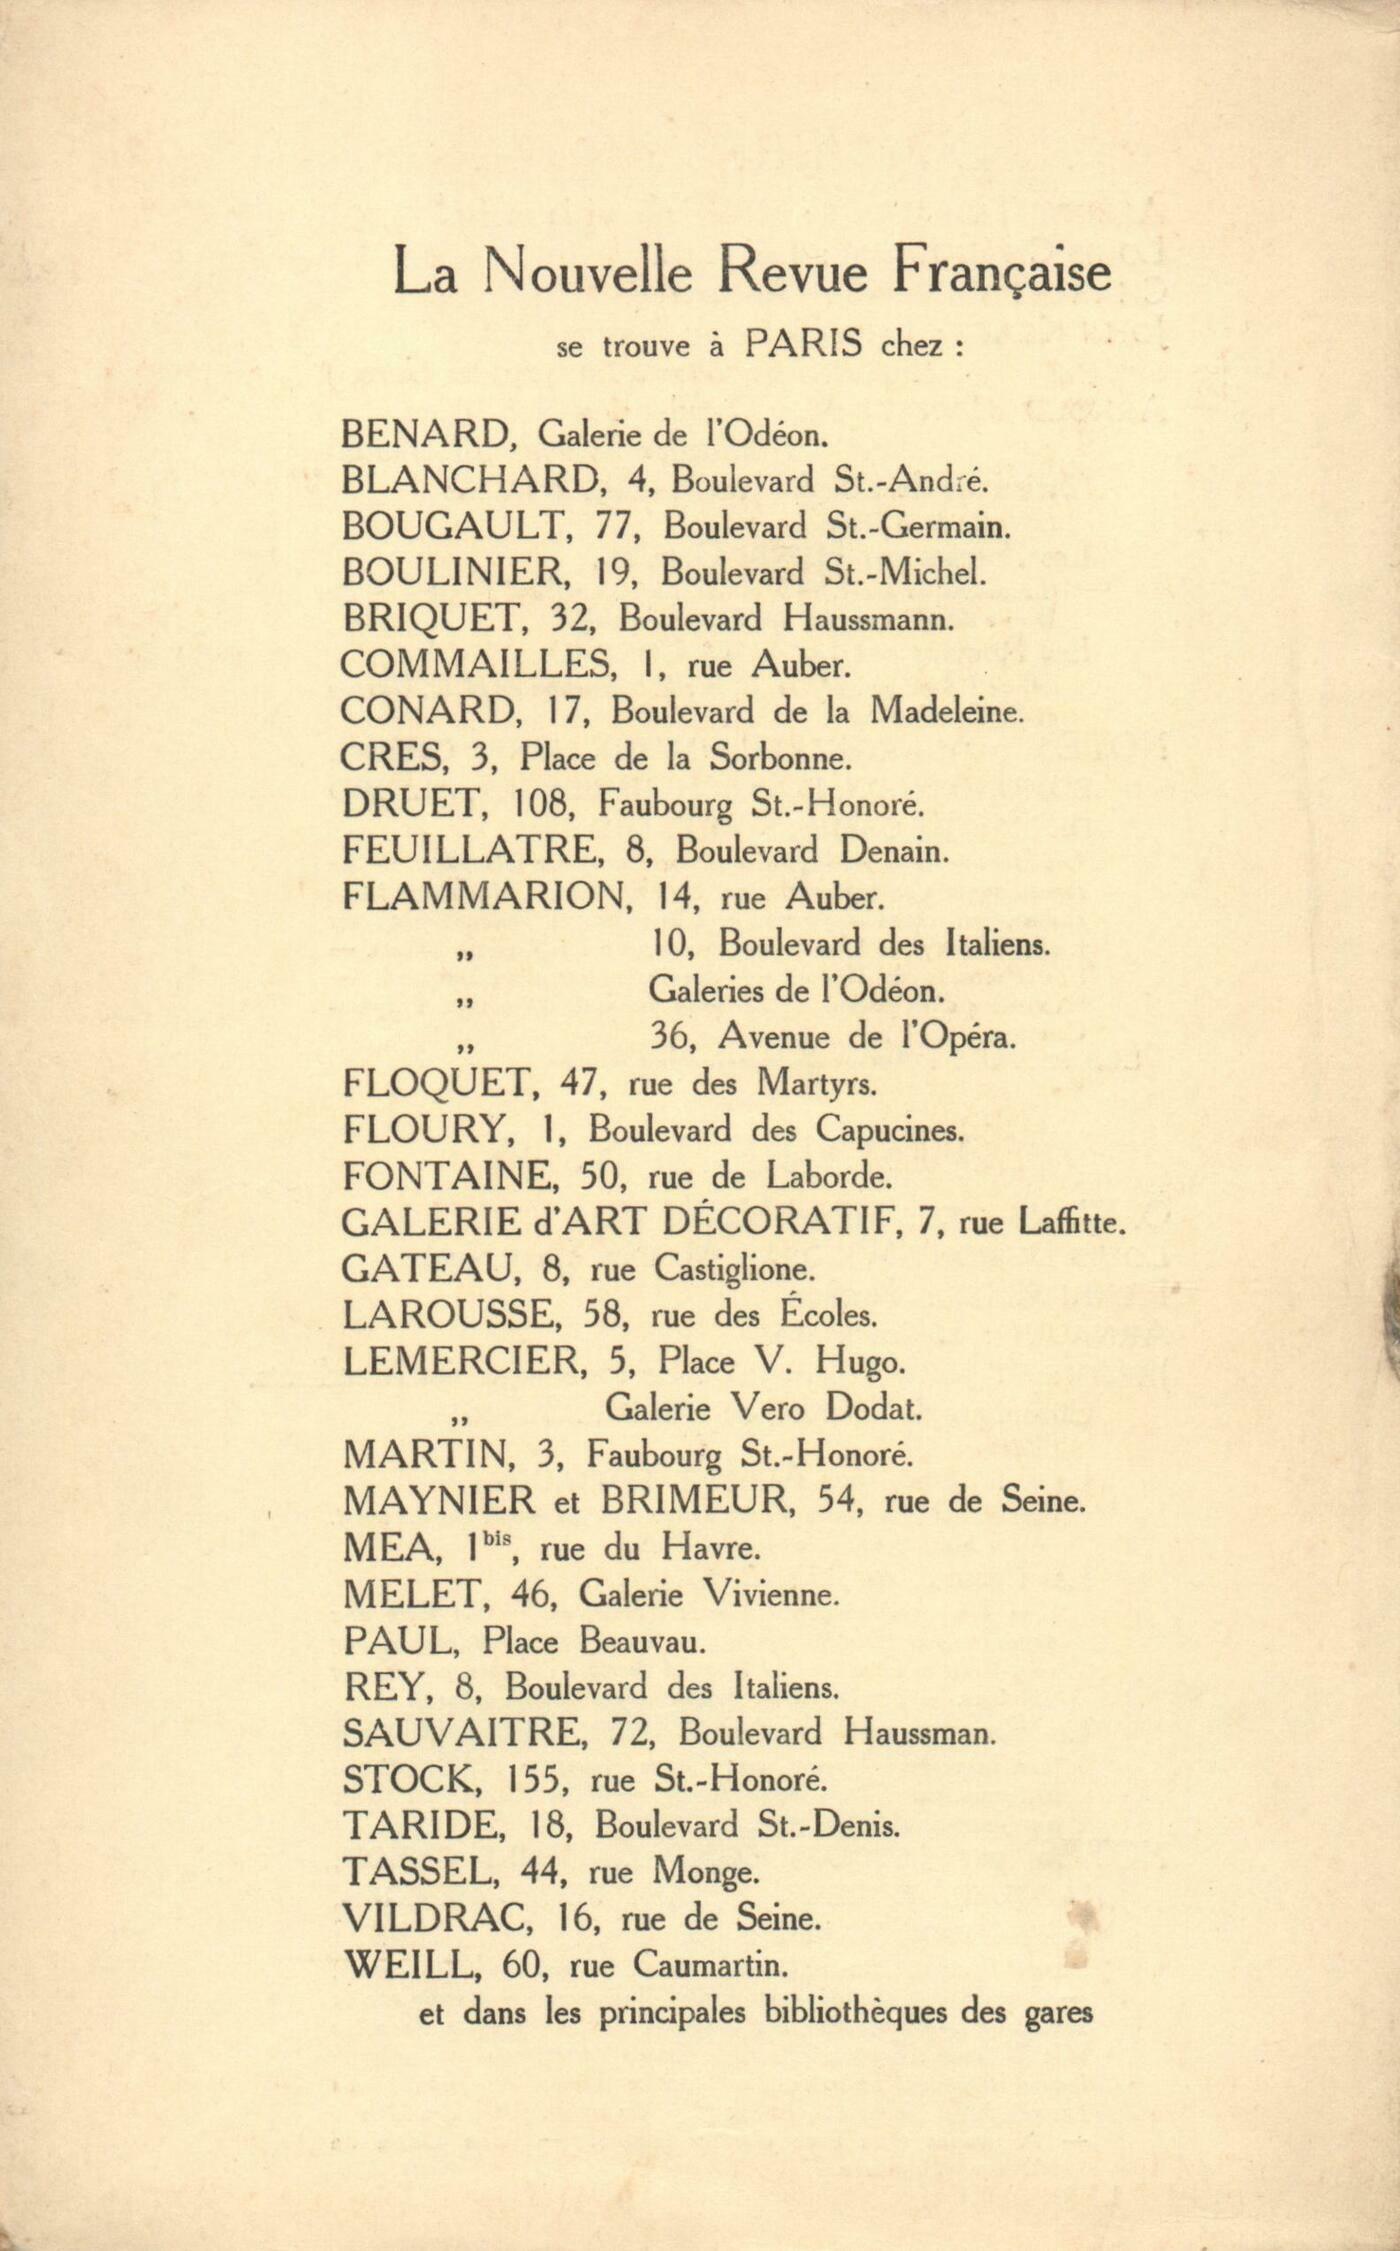 La Nouvelle Revue Française
se trouve à PARIS chez :
BENARD, Galerie de l'Odéon.
BLANCHARD, 4, Boulevard St.-André.
BOUGAULT, 77, Boulevard St.-Germain.
BOULINIER, 19, Boulevard St.-Michel.
BRIQUET, 32, Boulevard Haussmann.
COMMAILLES, 1, rue Auber.
CONARD, 17, Boulevard de la Madeleine.
CRES, 3, Place de la Sorbonne.
DRUET, 108, Faubourg St.-Honoré.
FEUILLATRE, 8, Boulevard Denain.
FLAMMARION, 14, rue Auber.
„ 10, Boulevard des Italiens.
„ Galeries de l'Odéon.
„ 36, Avenue de l'Opéra.
FLOQUET, 47, rue des Martyrs.
FLOURY, 1, Boulevard des Capucines.
FONTAINE, 50, rue de Laborde.
GALERIE d'ART DÉCORATIF, 7, rue Laffitte.
GATEAU, 8, rue Castiglione.
LAROUSSE, 58, rue des Écoles.
LEMERCIER, 5, Place V. Hugo.
„ Galerie Vero Dodat.
MARTIN, 3, Faubourg St.-Honoré.
MAYNIER et BRIMEUR, 54, rue de Seine.
MEA, 1bis, rue du Havre.
MELET, 46, Galerie Vivienne.
PAUL, Place Beauvau.
REY, 8, Boulevard des Italiens.
SAUVAITRE, 72, Boulevard Haussman.
STOCK, 155, rue St.-Honoré.
TARIDE, 18, Boulevard St.-Denis.
TASSEL, 44, rue Monge.
VILDRAC, 16, rue de Seine.
WEILL, 60, rue Caumartin.
et dans les principales bibliothèques des gares